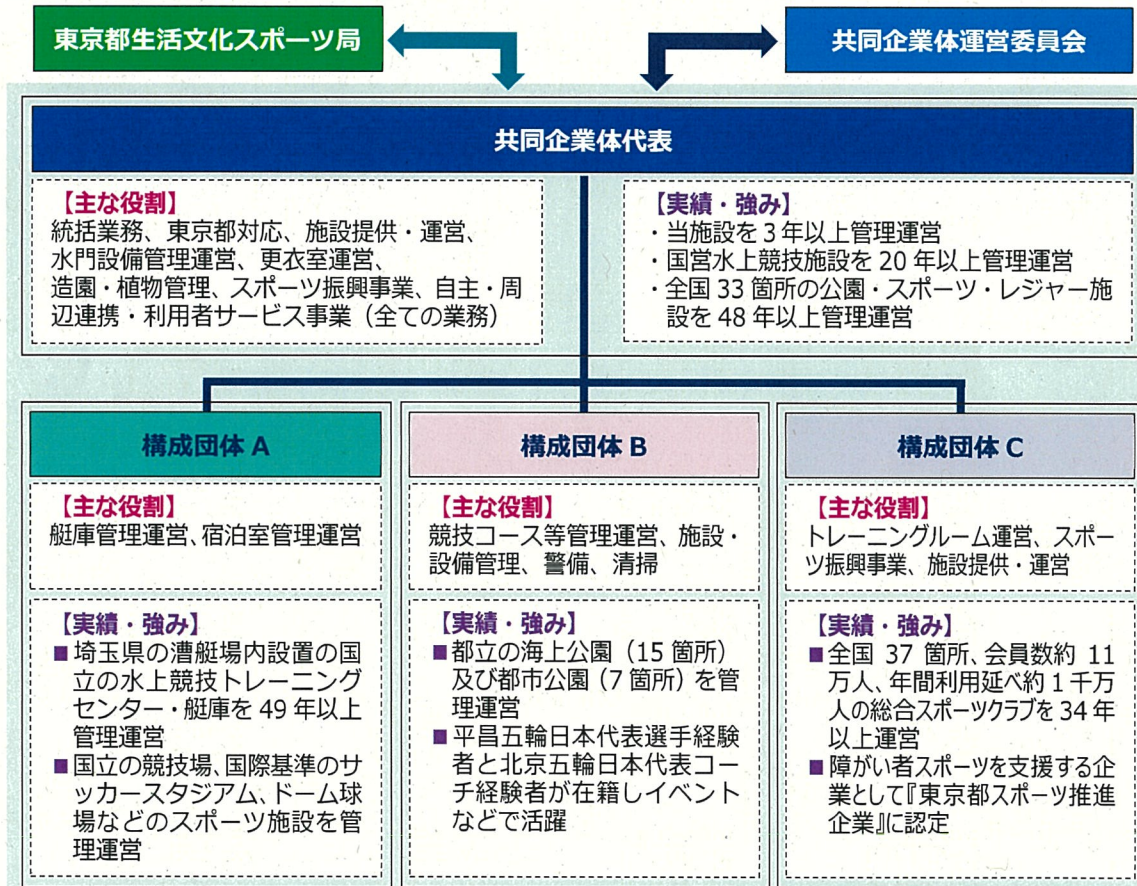 東京都生活文化スポーツ局
共同企業体運営委員会
共同企業体代表
【主な役割】
統括業務、東京都対応、施設提供・運営、
水門設備管理運営、更衣室運営、
造園・植物管理、スポーツ振興事業、自主・周
辺連携・利用者サービス事業（全ての業務）
【実績・強み】
・当施設を3年以上管理運営
・国営水上競技施設を 20 年以上管理運営
・全国 33 箇所の公園・スポーツ・レジャー施
設を 48 年以上管理運営
構成団体 A
【主な役割】
艇庫管理運営、宿泊室管理運営
【実績・強み】
■埼玉県の漕艇場内設置の国
立の水上競技トレーニング
センター・艇庫を 49 年以上
管理運営
■国立の競技場、国際基準のサ
ッカースタジアム、ドーム球
場などのスポーツ施設を管
理運営
構成団体 B
【主な役割】
競技コース等管理運営、施設・
設備管理、警備、清掃
【実績・強み】
■都立の海上公園（15 箇所）
及び都市公園（7 箇所）を管
理運営
■平昌五輪日本代表選手経験
者と北京五輪日本代表コー
チ経験者が在籍しイベント
などで活躍
構成団体 C
【主な役割】
トレーニングルーム運営、スポー
ツ振興事業、施設提供・運営
【実績・強み】
■全国 37 箇所、会員数約 11
万人、年間利用延べ約 1 千万
人の総合スポーツクラブを 34 年
以上運営
■障がい者スポーツを支援する企
業として『東京都スポーツ推進
企業』に認定